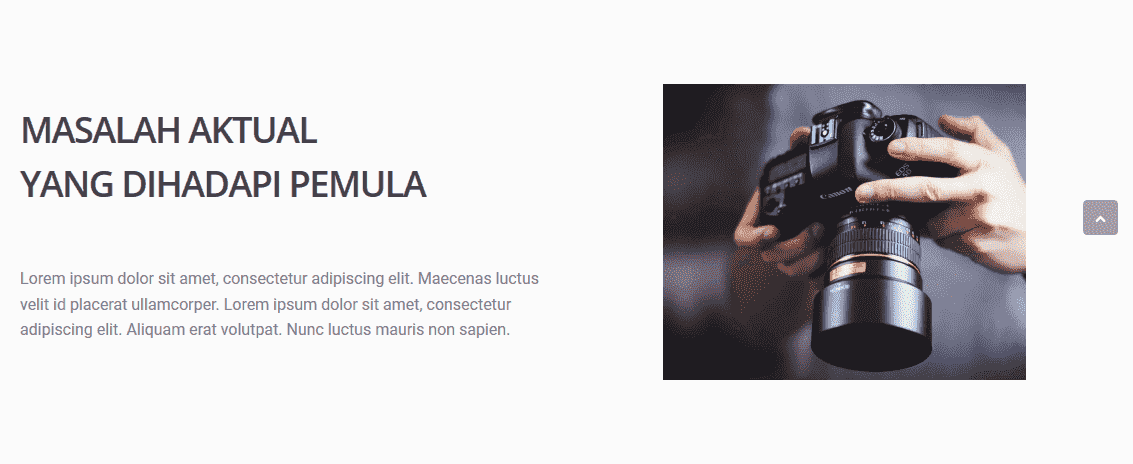 MASALAH AKTUAL
YANG DIHADAPI PEMULA
Lorem ipsum dolor sit amet, consectetur adipiscing elit. Maecenas luctus
velit id placerat ullamcorper. Lorem ipsum dolor sit amet, consectetur
adipiscing elit. Aliquam erat volutpat. Nunc luctus mauris non sapien.
Canon